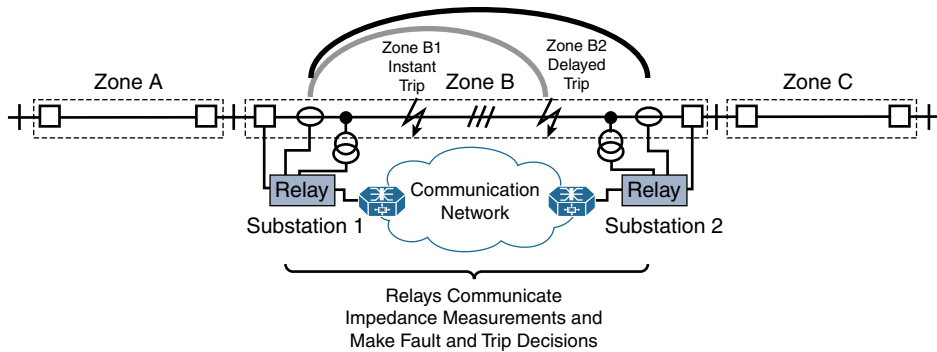 Zone B1
Instant
Trip
Zone B2
Delayed
Trip
Zone A
Zone B
Zone C
Relay
Communication
Network
Relay
Substation 1
Substation 2
Relays Communicate
Impedance Measurements and
Make Fault and Trip Decisions